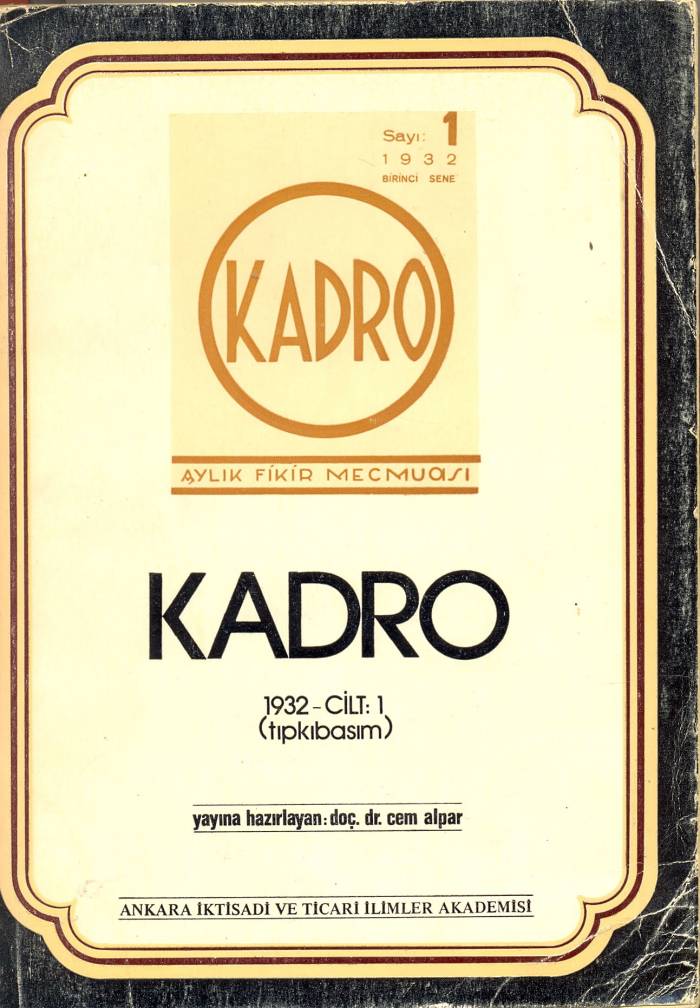 Sayı: 1
1932
BİRİNCİ SENE
KADRO
AYLIK FİKİR MECMUASI
KADRO
1932 - CİLT: 1
(tıpkıbasım)
yayına hazırlayan: doç. dr. cem alpar
ANKARA İKTİSADİ VE TİCARİ İLİMLER AKADEMİSİ